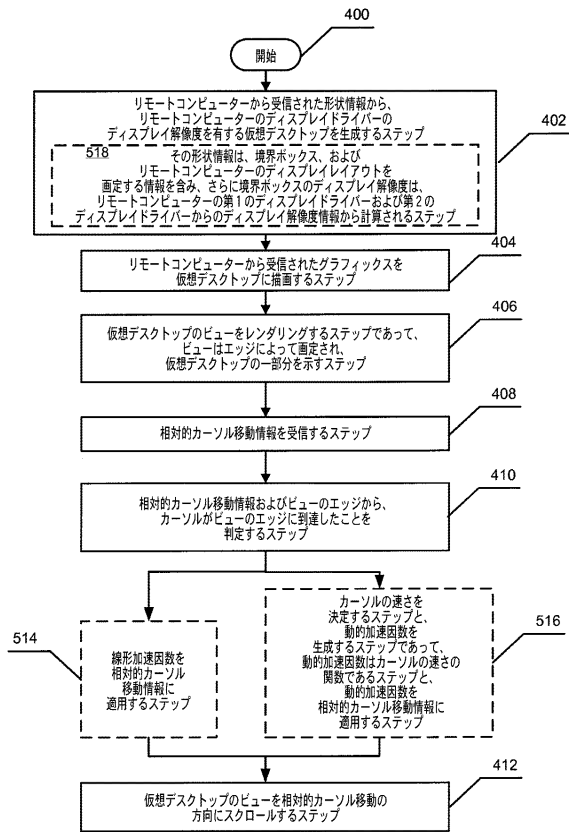 400
開始
リモートコンピューターから受信された形状情報から、
リモートコンピューターのディスプレイドライバーの
ディスプレイ解像度を有する仮想デスクトップを生成するステップ
402
518
その形状情報は、境界ボックス、および
リモートコンピューターのディスプレイレイアウトを
画定する情報を含み、さらに境界ボックスのディスプレイ解像度は、
リモートコンピューターの第1のディスプレイドライバーおよび第2の
ディスプレイドライバーからのディスプレイ解像度情報から計算されるステップ
404
リモートコンピューターから受信されたグラフィックスを
仮想デスクトップに描画するステップ
406
仮想デスクトップのビューをレンダリングするステップであって、
ビューはエッジによって画定され、
仮想デスクトップの一部分を示すステップ
408
相対的カーソル移動情報を受信するステップ
410
相対的カーソル移動情報およびビューのエッジから、
カーソルがビューのエッジに到達したことを
判定するステップ
514
線形加速因数を
相対的カーソル
移動情報に
適用するステップ
516
カーソルの速さを
決定するステップと、
動的加速因数を
生成するステップであって、
動的加速因数はカーソルの速さの
関数であるステップと、
動的加速因数を
相対的カーソル移動情報に
適用するステップ
412
仮想デスクトップのビューを相対的カーソル移動の
方向にスクロールするステップ